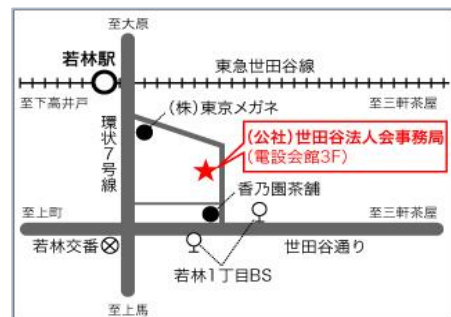 至大原
若林駅
東急世田谷線
至下高井戸
(株)東京メガネ
至三軒茶屋
環状7号線
(公社)世田谷法人会事務局
(電設会館3F)
香乃園茶舗
至上町
至三軒茶屋
若林交番
世田谷通り
若林1丁目BS
至上馬